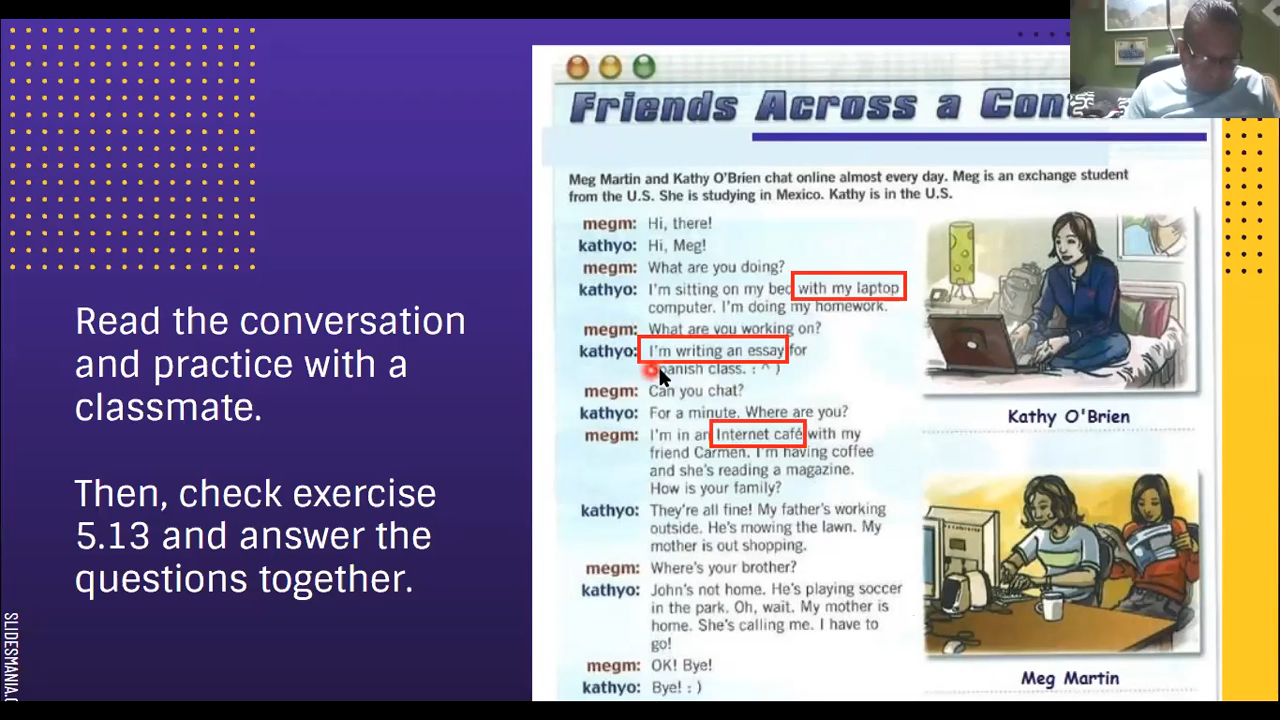 Read the conversation
and practice with a
classmate.
Then, check exercise
5.13 and answer the
questions together.
SLIDESMANIA.C
Friends Across a Con
Meg Martin and Kathy O'Brien chat online almost every day. Meg is an exchange student
from the U.S. She is studying in Mexico. Kathy is in the U.S.
megm: Hi, there!
kathyo: Hi, Meg!
megm: What are you doing?
kathyo: I'm sitting on my bed with my laptop
computer. I'm doing my homework.
megm: What are you working on?
kathyo: I'm writing an essay for
Spanish class. : ^ )
megm: Can you chat?
kathyo: For a minute. Where are you?
megm: I'm in an Internet café with my
friend Carmen. I'm having coffee
and she's reading a magazine.
How is your family?
kathyo: They're all fine! My father's working
outside. He's mowing the lawn. My
mother is out shopping.
megm: Where's your brother?
kathyo: John's not home. He's playing soccer
in the park. Oh, wait. My mother is
home. She's calling me. I have to
go!
megm: OK! Bye!
kathyo: Bye! : )
Kathy O'Brien
Meg Martin